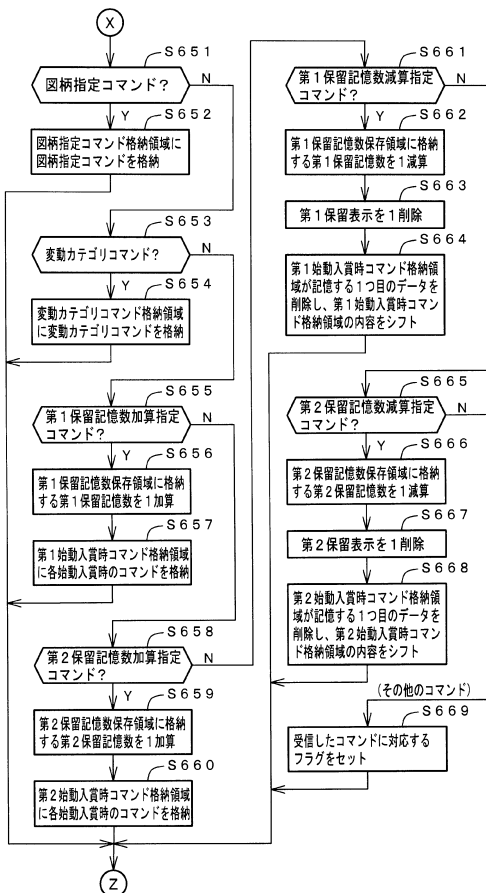 X
S651
図柄指定コマンド？
N
Y
S652
図柄指定コマンド格納領域に
図柄指定コマンドを格納
S653
変動カテゴリコマンド？
N
Y
S654
変動カテゴリコマンド格納領域
に変動カテゴリコマンドを格納
S655
第1保留記憶数加算指定
コマンド？
N
Y
S656
第1保留記憶数保存領域に格納
する第1保留記憶数を1加算
S657
第1始動入賞時コマンド格納領域
に各始動入賞時のコマンドを格納
S658
第2保留記憶数加算指定
コマンド？
N
Y
S659
第2保留記憶数保存領域に格納
する第2保留記憶数を1加算
S660
第2始動入賞時コマンド格納領域
に各始動入賞時のコマンドを格納
Z
S661
第1保留記憶数減算指定
コマンド？
N
Y
S662
第1保留記憶数保存領域に格納
する第1保留記憶数を1減算
S663
第1保留表示を1削除
S664
第1始動入賞時コマンド格納領
域が記憶する1つ目のデータを
削除し、第1始動入賞時コマン
ド格納領域の内容をシフト
S665
第2保留記憶数減算指定
コマンド？
N
Y
S666
第2保留記憶数保存領域に格納
する第2保留記憶数を1減算
S667
第2保留表示を1削除
S668
第2始動入賞時コマンド格納領
域が記憶する1つ目のデータを
削除し、第2始動入賞時コマン
ド格納領域の内容をシフト
(その他のコマンド)
S669
受信したコマンドに対応する
フラグをセット